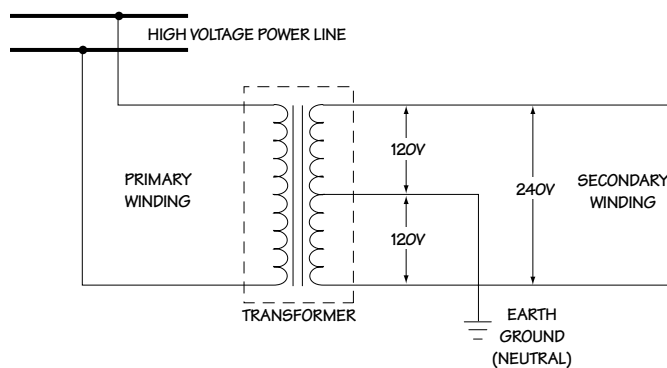 HIGH VOLTAGE POWER LINE
PRIMARY
WINDING
120V
120V
240V
SECONDARY
WINDING
TRANSFORMER
EARTH
GROUND
(NEUTRAL)